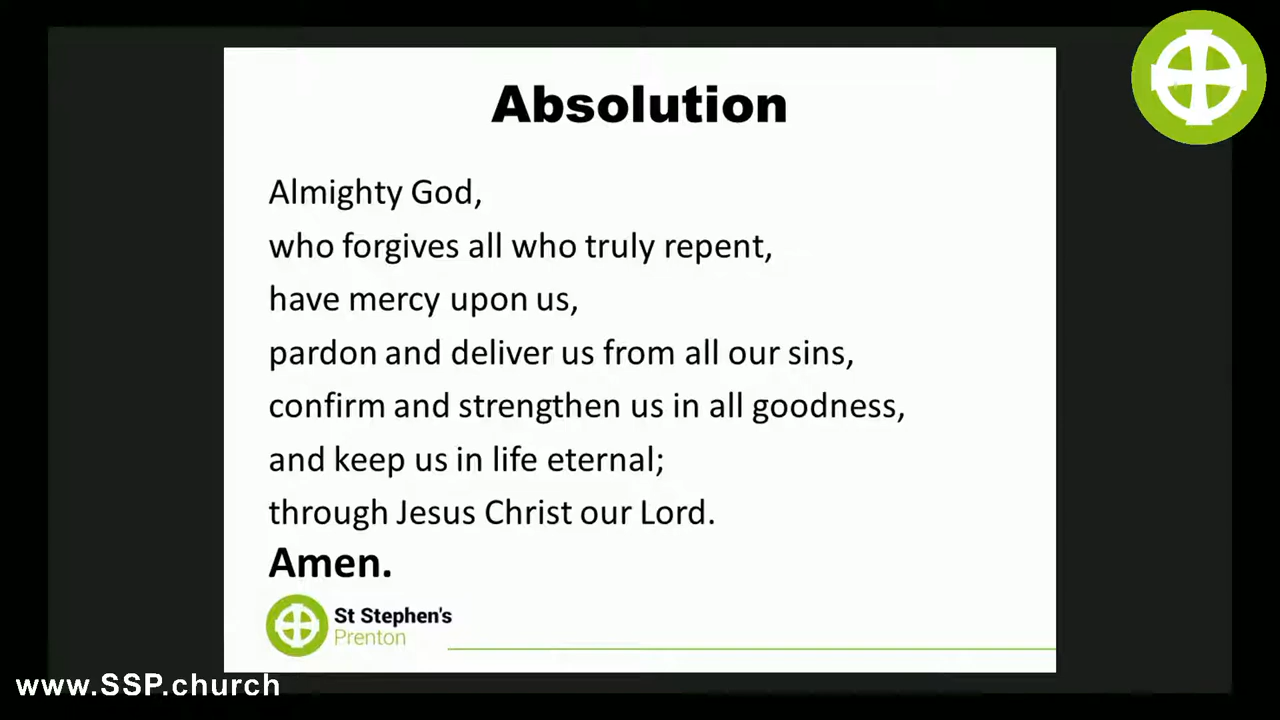 Absolution
Almighty God,
who forgives all who truly repent,
have mercy upon us,
pardon and deliver us from all our sins,
confirm and strengthen us in all goodness,
and keep us in life eternal;
through Jesus Christ our Lord.
Amen.
St Stephen's
Prenton
www.SSP.church